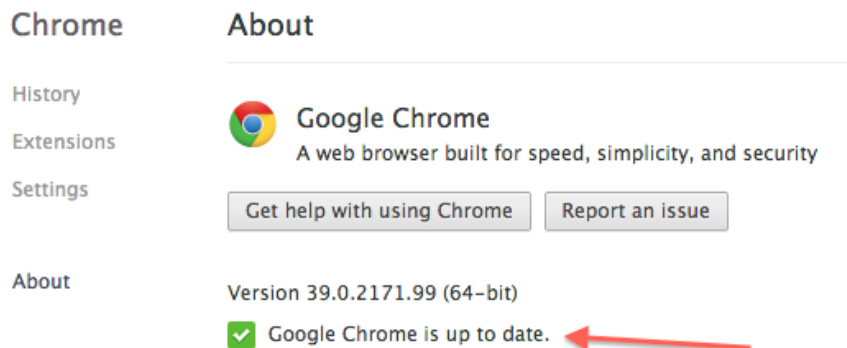 Chrome
History
Extensions
Settings
About
About
Google Chrome
A web browser built for speed, simplicity, and security
Get help with using Chrome
Report an issue
Version 39.0.2171.99 (64-bit)
Google Chrome is up to date.